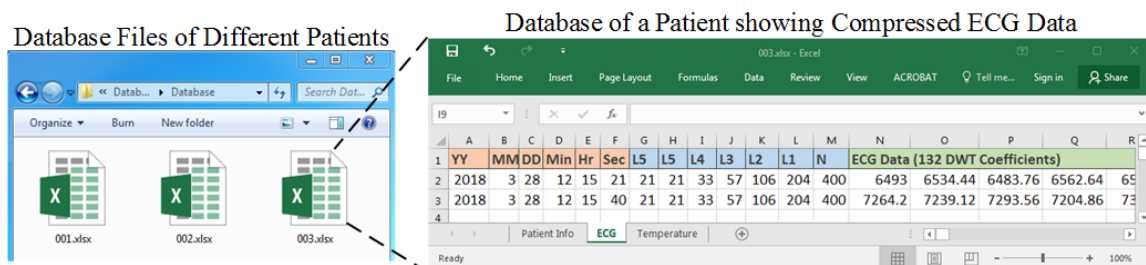 Database Files of Different Patients
Database of a Patient showing Compressed ECG Data
« Datab... ▸ Database
Search Dat...
Organize Burn New folder
001.xlsx 002.xlsx 003.xlsx
003.xlsx - Excel
File Home Insert Page Layout Formulas Data Review View ACROBAT Tell me... Sign in Share
I9 fx
A B C D E F G H I J K L M N O P Q R
1 YY MM DD Min Hr Sec L5 L5 L4 L3 L2 L1 N ECG Data (132 DWT Coefficients)
2 2018 3 28 12 15 21 21 21 33 57 106 204 400 6493 6534.44 6483.76 6562.64 65
3 2018 3 28 12 15 40 21 21 33 57 106 204 400 7264.2 7239.12 7293.56 7204.86 73
4
Patient Info ECG Temperature
Ready 100%